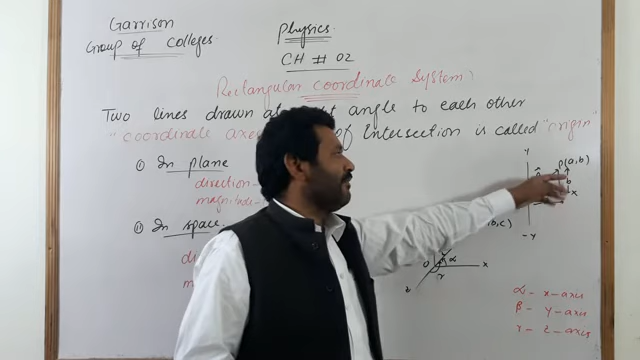 Garrison
Group of Colleges
Physics
CH # 02
Rectangular coordinate System:
Two lines drawn at right angle to each other
"coordinate axes of Intersection is called "origin"
(i) In plane
direction
magnitude
(ii) In space
Y
P(a,b)
b
x
-Y
b,c)
O
α
x
r
z
α - x-axis
β - y-axis
r - z-axis